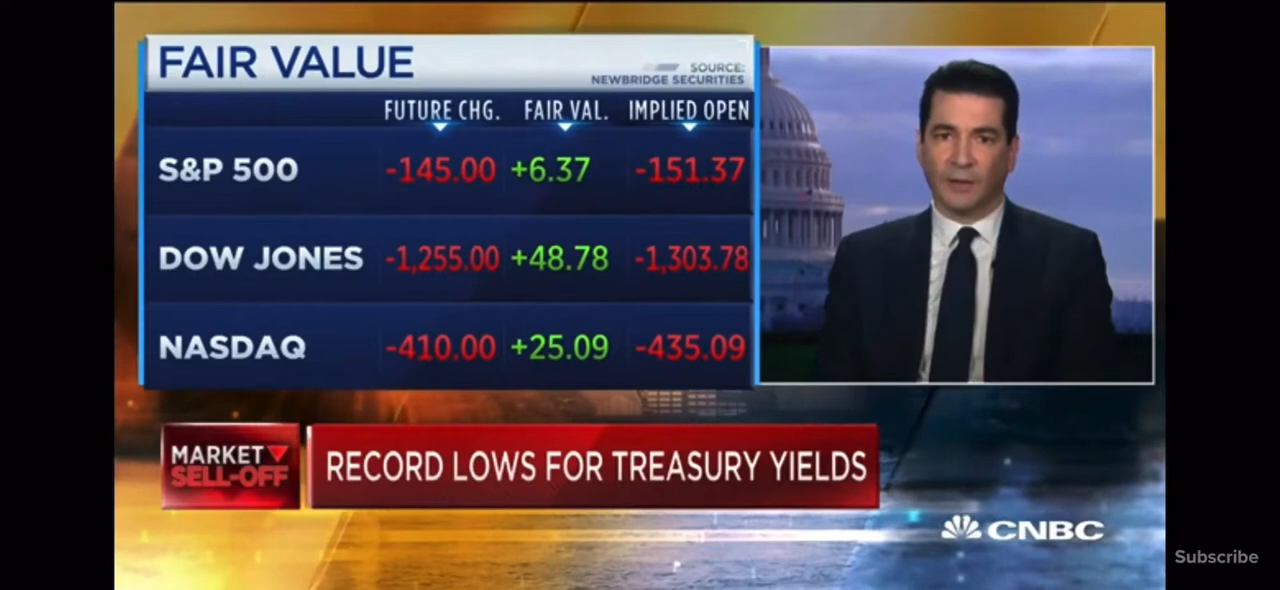 FAIR VALUE
SOURCE:
NEWBRIDGE SECURITIES
FUTURE CHG. FAIR VAL. IMPLIED OPEN
S&P 500 -145.00 +6.37 -151.37
DOW JONES -1,255.00 +48.78 -1,303.78
NASDAQ -410.00 +25.09 -435.09
MARKET
SELL-OFF
RECORD LOWS FOR TREASURY YIELDS
CNBC
Subscribe